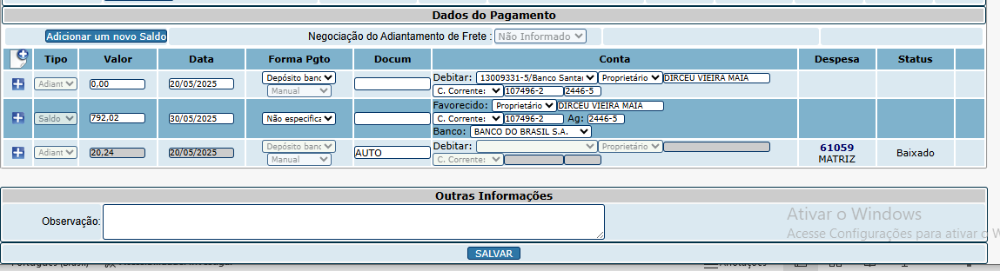 Dados do Pagamento
Adicionar um novo Saldo Negociação do Adiantamento de Frete : Não Informado
Tipo Valor Data Forma Pgto Docum Conta Despesa Status
Adiant 0,00 20/05/2025 Depósito banc Debitar: 13009331-5/Banco Santan Proprietário DIRCEU VIEIRA MAIA
Manual C. Corrente: 107496-2 2446-5
Favorecido: Proprietário DIRCEU VIEIRA MAIA
Saldo 792,02 30/05/2025 Não especifica C. Corrente: 107496-2 Ag: 2446-5
Banco: BANCO DO BRASIL S.A.
Adiant 20,24 20/05/2025 Depósito banc AUTO Debitar: Proprietário 61059 Baixado
Manual C. Corrente: MATRIZ
Outras Informações
Observação:
Ativar o Windows
Acesse Configurações para ativar o W
SALVAR